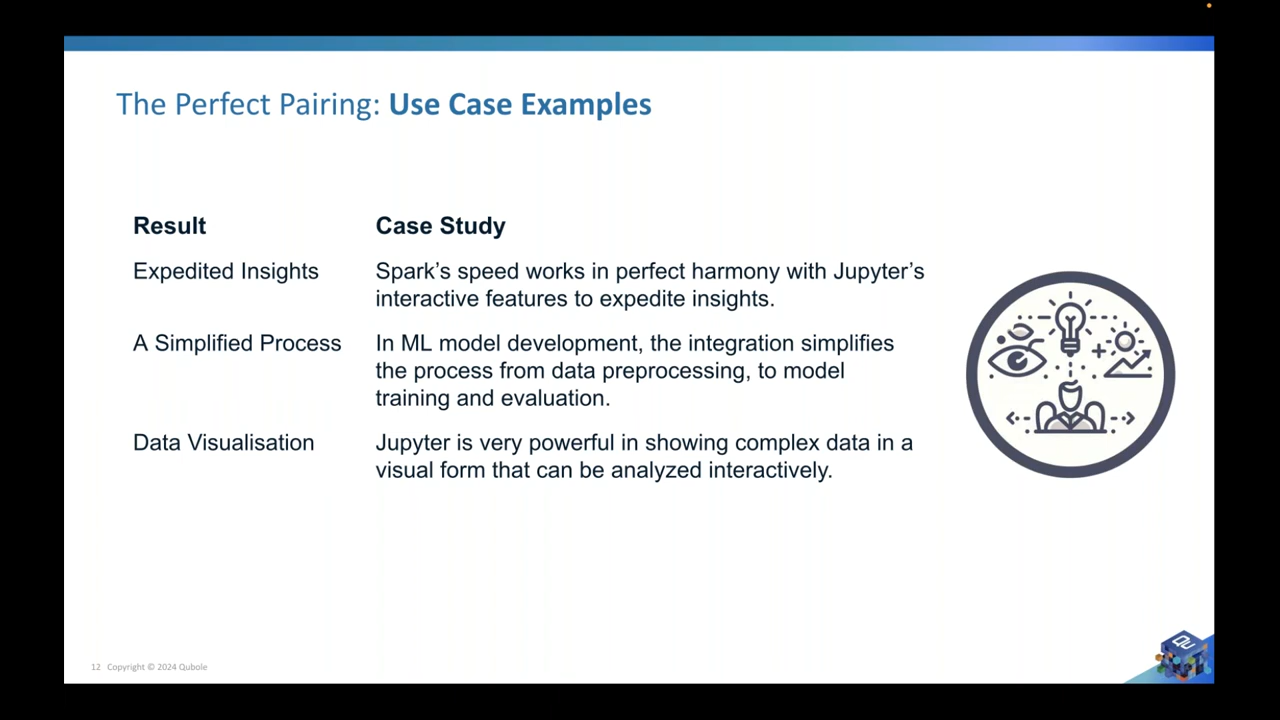 The Perfect Pairing: Use Case Examples
Result
Case Study
Expedited Insights
Spark’s speed works in perfect harmony with Jupyter’s
interactive features to expedite insights.
A Simplified Process
In ML model development, the integration simplifies
the process from data preprocessing, to model
training and evaluation.
Data Visualisation
Jupyter is very powerful in showing complex data in a
visual form that can be analyzed interactively.
12 Copyright © 2024 Qubole
Qu